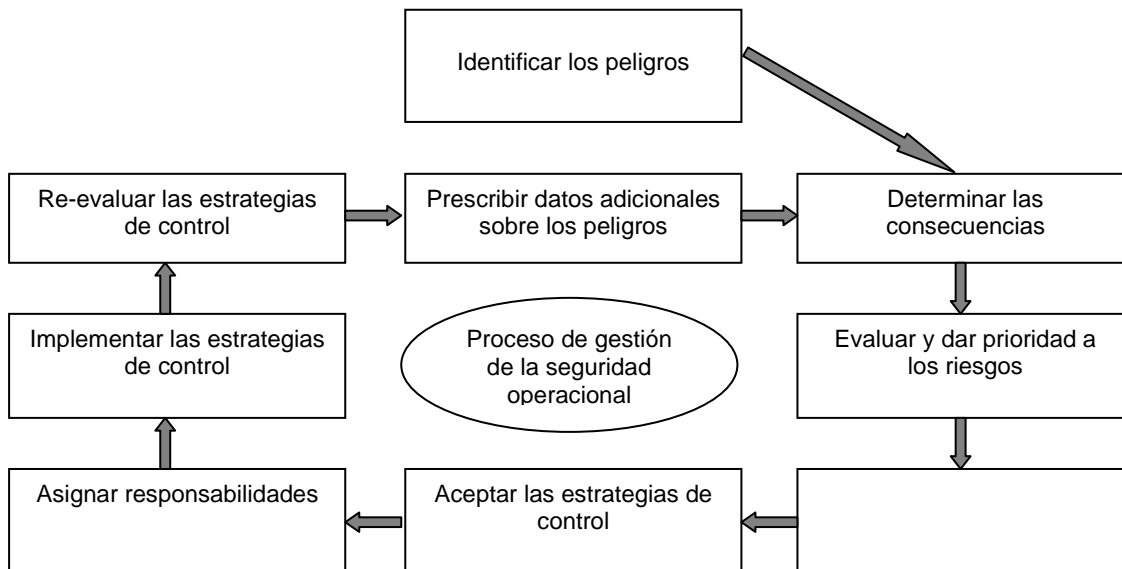 Identificar los peligros
Re-evaluar las estrategias
de control
Prescribir datos adicionales
sobre los peligros
Determinar las
consecuencias
Implementar las estrategias
de control
Proceso de gestión
de la seguridad
operacional
Evaluar y dar prioridad a
los riesgos
Asignar responsabilidades
Aceptar las estrategias de
control